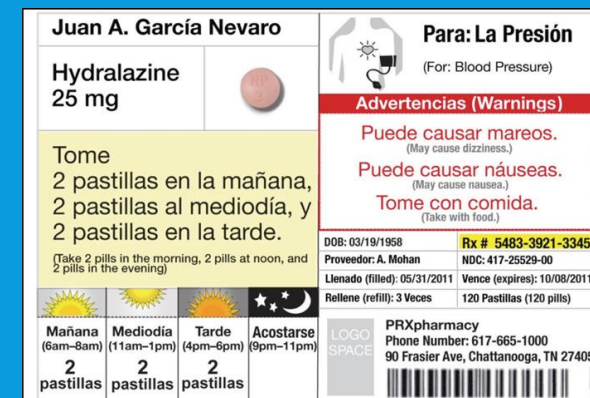 Juan A. García Nevaro
Hydralazine
25 mg
Tome
2 pastillas en la mañana,
2 pastillas al mediodía, y
2 pastillas en la tarde.
(Take 2 pills in the morning, 2 pills at noon, and
2 pills in the evening)
Mañana
(6am–8am)
2
pastillas
Mediodía
(11am–1pm)
2
pastillas
Tarde
(4pm–6pm)
2
pastillas
Acostarse
(9pm–11pm)
Para: La Presión
(For: Blood Pressure)
Advertencias (Warnings)
Puede causar mareos.
(May cause dizziness.)
Puede causar náuseas.
(May cause nausea.)
Tome con comida.
(Take with food.)
DOB: 03/19/1958
Rx # 5483-3921-3345
Proveedor: A. Mohan
NDC: 417-25529-00
Llenado (filled): 05/31/2011
Vence (expires): 10/08/2011
Rellene (refill): 3 Veces
120 Pastillas (120 pills)
LOGO
SPACE
PRXpharmacy
Phone Number: 617-665-1000
90 Frasier Ave, Chattanooga, TN 27405